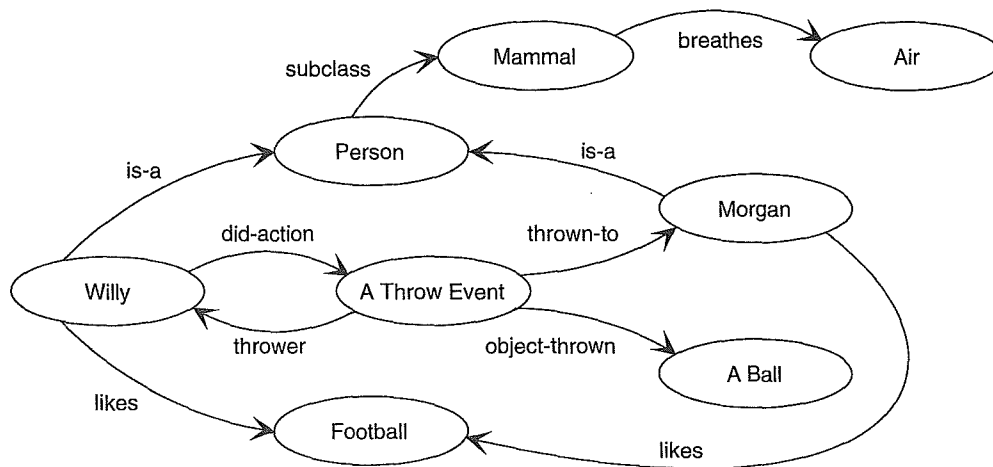 breathes
Mammal
Air
subclass
Person
is-a
is-a
Morgan
did-action
thrown-to
Willy
A Throw Event
thrower
object-thrown
A Ball
likes
Football
likes